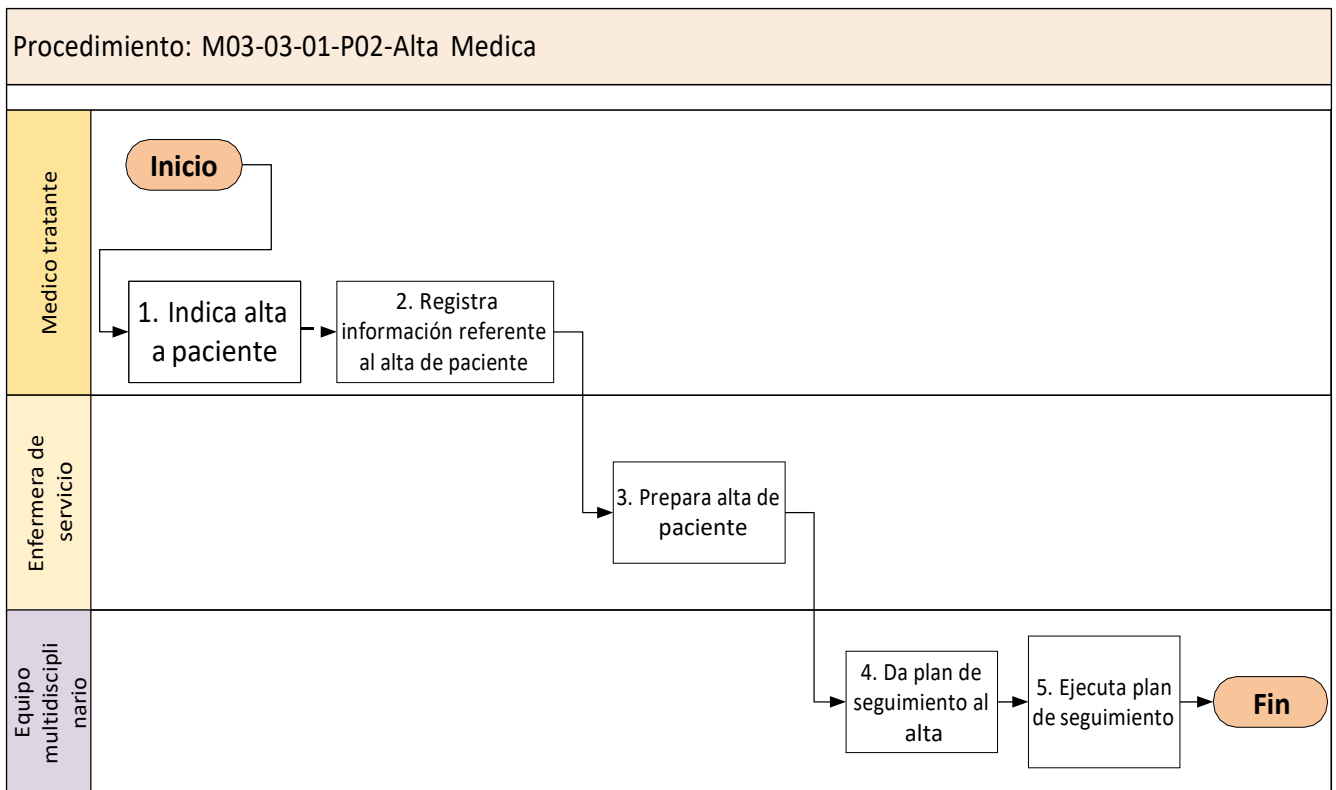 Procedimiento: M03-03-01-P02-Alta Medica
Medico tratante
Inicio
1. Indica alta
a paciente
2. Registra
información referente
al alta de paciente
Enfermera de
servicio
3. Prepara alta de
paciente
Equipo
multidiscipli
nario
4. Da plan de
seguimiento al
alta
5. Ejecuta plan
de seguimiento
Fin